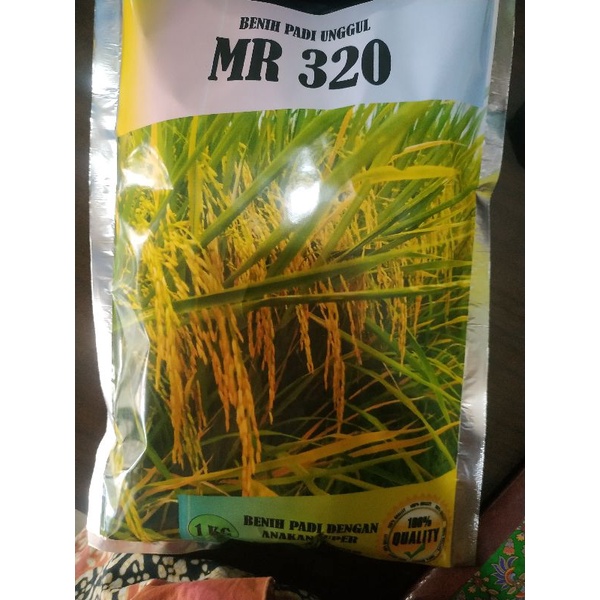 BENIH PADI UNGGUL
MR 320
1 KG
BENIH PADI DENGAN
ANAKAN SUPER
100%
QUALITY